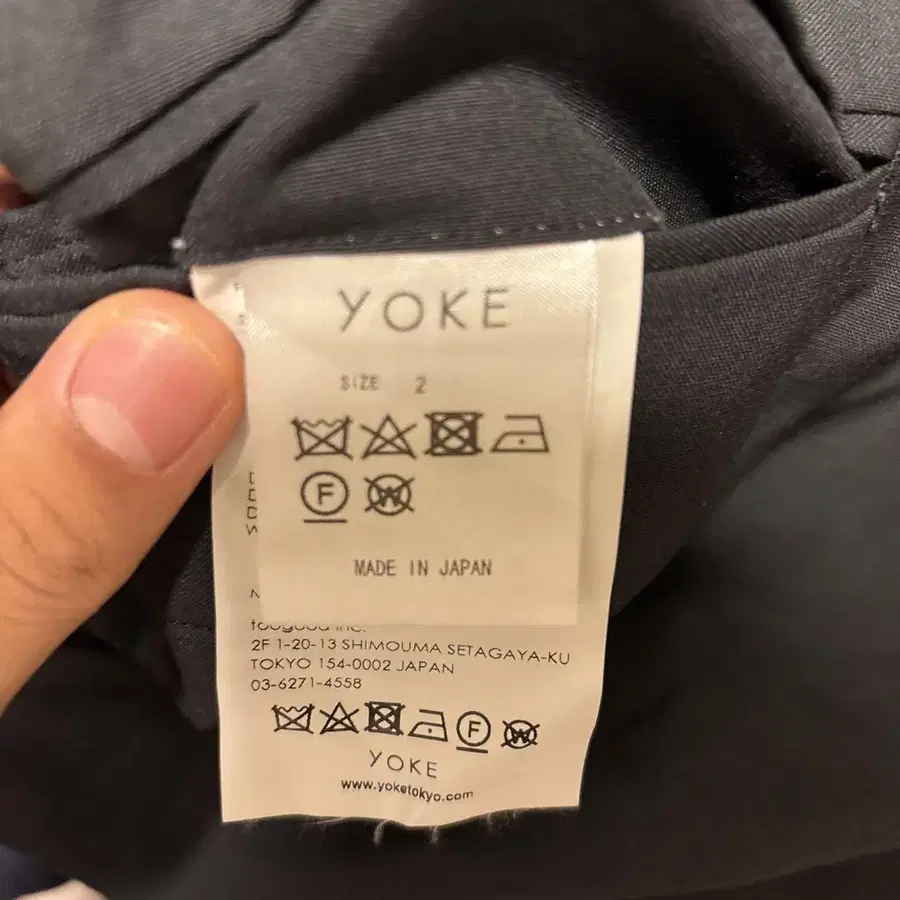 YOKE
SIZE 2
F W
MADE IN JAPAN
2F 1-20-13 SHIMOUMA SETAGAYA-KU
TOKYO 154-0002 JAPAN
03-6271-4558
F W
YOKE
www.yoketokyo.com